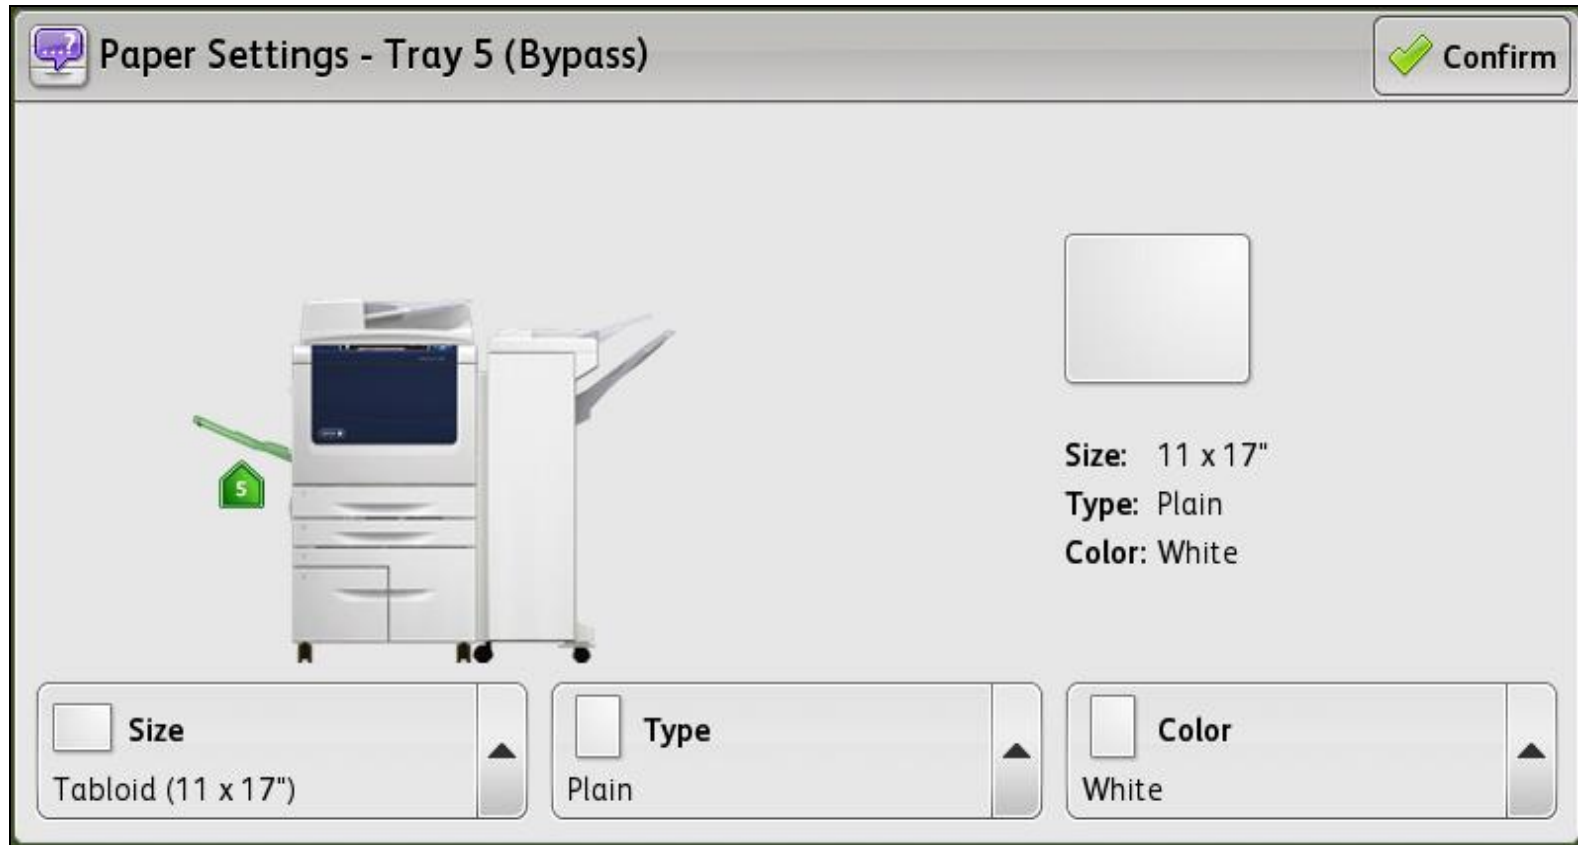 Paper Settings - Tray 5 (Bypass)
Confirm
5
Size: 11 x 17"
Type: Plain
Color: White
Size
Tabloid (11 x 17")
Type
Plain
Color
White